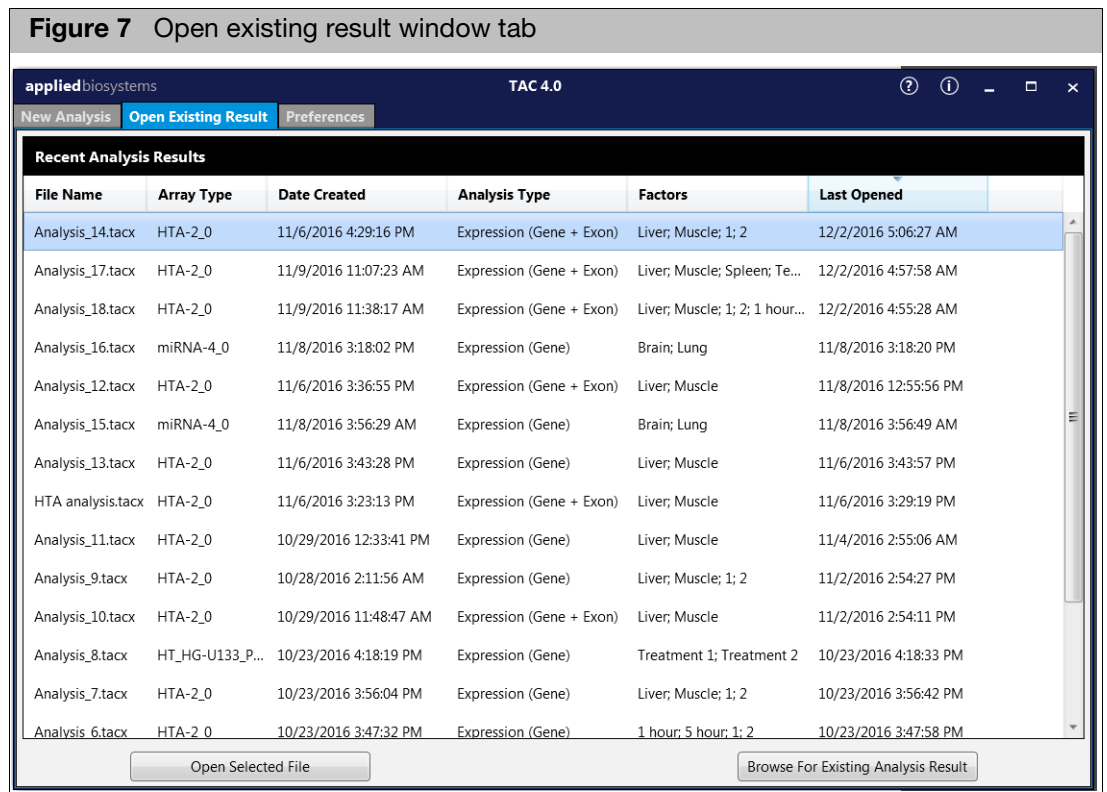 Figure 7 Open existing result window tab
appliedbiosystems TAC 4.0 ? i
New Analysis Open Existing Result Preferences
Recent Analysis Results
File Name Array Type Date Created Analysis Type Factors Last Opened
Analysis_14.tacx HTA-2_0 11/6/2016 4:29:16 PM Expression (Gene + Exon) Liver; Muscle; 1; 2 12/2/2016 5:06:27 AM
Analysis_17.tacx HTA-2_0 11/9/2016 11:07:23 AM Expression (Gene + Exon) Liver; Muscle; Spleen; Te... 12/2/2016 4:57:58 AM
Analysis_18.tacx HTA-2_0 11/9/2016 11:38:17 AM Expression (Gene + Exon) Liver; Muscle; 1; 2; 1 hour... 12/2/2016 4:55:28 AM
Analysis_16.tacx miRNA-4_0 11/8/2016 3:18:02 PM Expression (Gene) Brain; Lung 11/8/2016 3:18:20 PM
Analysis_12.tacx HTA-2_0 11/6/2016 3:36:55 PM Expression (Gene + Exon) Liver; Muscle 11/8/2016 12:55:56 PM
Analysis_15.tacx miRNA-4_0 11/8/2016 3:56:29 AM Expression (Gene) Brain; Lung 11/8/2016 3:56:49 AM
Analysis_13.tacx HTA-2_0 11/6/2016 3:43:28 PM Expression (Gene) Liver; Muscle 11/6/2016 3:43:57 PM
HTA analysis.tacx HTA-2_0 11/6/2016 3:23:13 PM Expression (Gene + Exon) Liver; Muscle 11/6/2016 3:29:19 PM
Analysis_11.tacx HTA-2_0 10/29/2016 12:33:41 PM Expression (Gene) Liver; Muscle 11/4/2016 2:55:06 AM
Analysis_9.tacx HTA-2_0 10/28/2016 2:11:56 AM Expression (Gene) Liver; Muscle; 1; 2 11/2/2016 2:54:27 PM
Analysis_10.tacx HTA-2_0 10/29/2016 11:48:47 AM Expression (Gene + Exon) Liver; Muscle 11/2/2016 2:54:11 PM
Analysis_8.tacx HT_HG-U133_P... 10/23/2016 4:18:19 PM Expression (Gene) Treatment 1; Treatment 2 10/23/2016 4:18:33 PM
Analysis_7.tacx HTA-2_0 10/23/2016 3:56:04 PM Expression (Gene) Liver; Muscle; 1; 2 10/23/2016 3:56:42 PM
Analysis_6.tacx HTA-2_0 10/23/2016 3:47:32 PM Expression (Gene) 1 hour; 5 hour; 1; 2 10/23/2016 3:47:58 PM
Open Selected File Browse For Existing Analysis Result